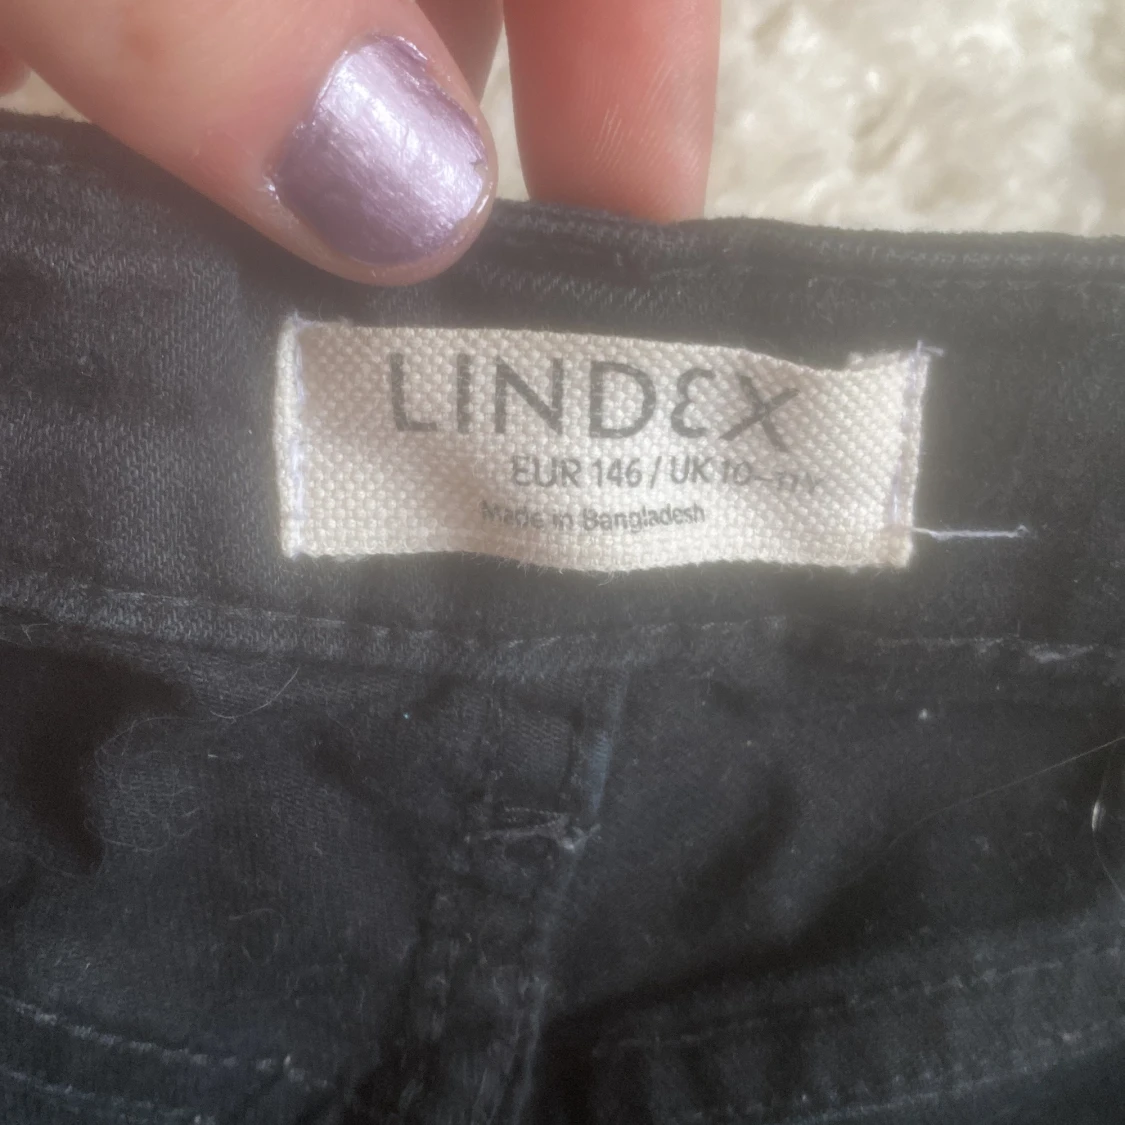 LINDEX
EUR 146 / UK 10-11Y
Made in Bangladesh